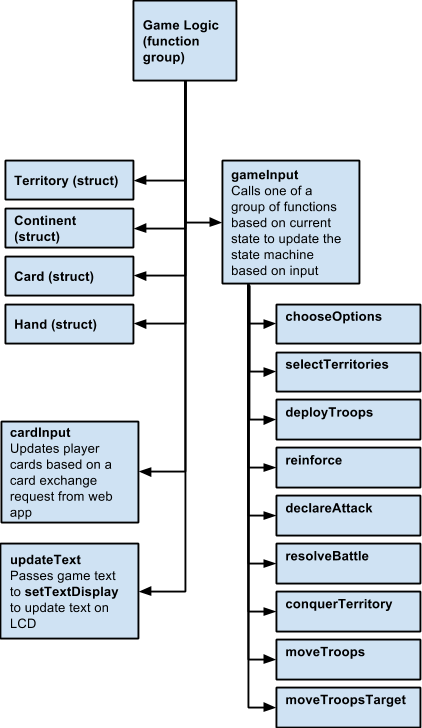 Game Logic
(function
group)
Territory (struct)
Continent
(struct)
Card (struct)
Hand (struct)
cardInput
Updates player
cards based on a
card exchange
request from web
app
updateText
Passes game text
to setTextDisplay
to update text on
LCD
gameInput
Calls one of a
group of functions
based on current
state to update the
state machine
based on input
chooseOptions
selectTerritories
deployTroops
reinforce
declareAttack
resolveBattle
conquerTerritory
moveTroops
moveTroopsTarget